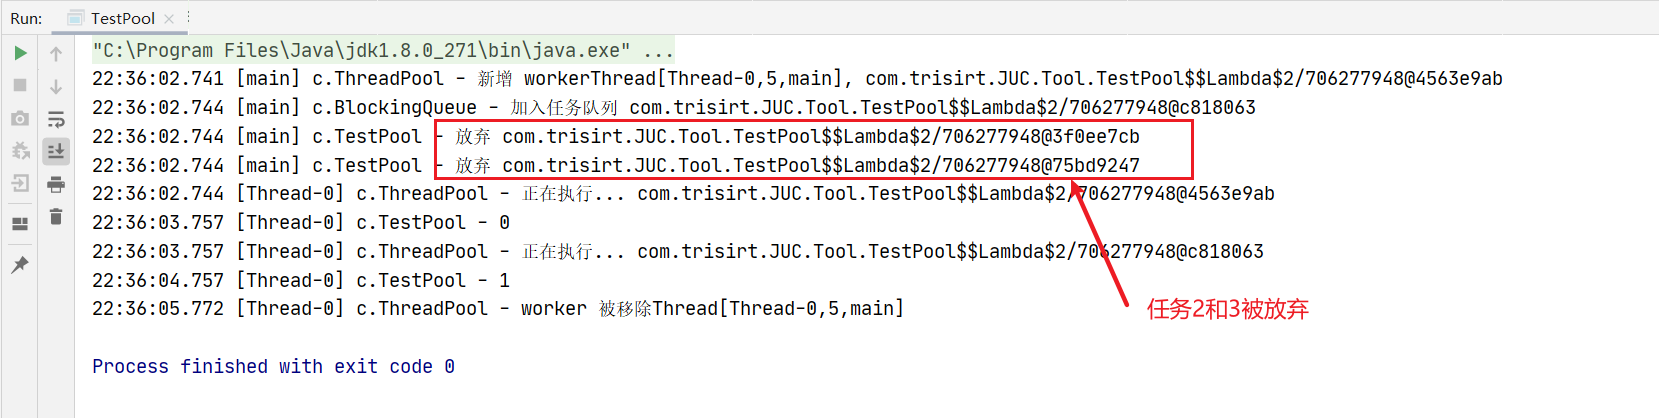 Run: TestPool ×
"C:\Program Files\Java\jdk1.8.0_271\bin\java.exe" ...
22:36:02.741 [main] c.ThreadPool - 新增 workerThread[Thread-0,5,main], com.trisirt.JUC.Tool.TestPool$$Lambda$2/706277948@4563e9ab
22:36:02.744 [main] c.BlockingQueue - 加入任务队列 com.trisirt.JUC.Tool.TestPool$$Lambda$2/706277948@c818063
22:36:02.744 [main] c.TestPool - 放弃 com.trisirt.JUC.Tool.TestPool$$Lambda$2/706277948@3f0ee7cb
22:36:02.744 [main] c.TestPool - 放弃 com.trisirt.JUC.Tool.TestPool$$Lambda$2/706277948@75bd9247
22:36:02.744 [Thread-0] c.ThreadPool - 正在执行... com.trisirt.JUC.Tool.TestPool$$Lambda$2/706277948@4563e9ab
22:36:03.757 [Thread-0] c.TestPool - 0
22:36:03.757 [Thread-0] c.ThreadPool - 正在执行... com.trisirt.JUC.Tool.TestPool$$Lambda$2/706277948@c818063
22:36:04.757 [Thread-0] c.TestPool - 1
22:36:05.772 [Thread-0] c.ThreadPool - worker 被移除Thread[Thread-0,5,main]
任务2和3被放弃
Process finished with exit code 0